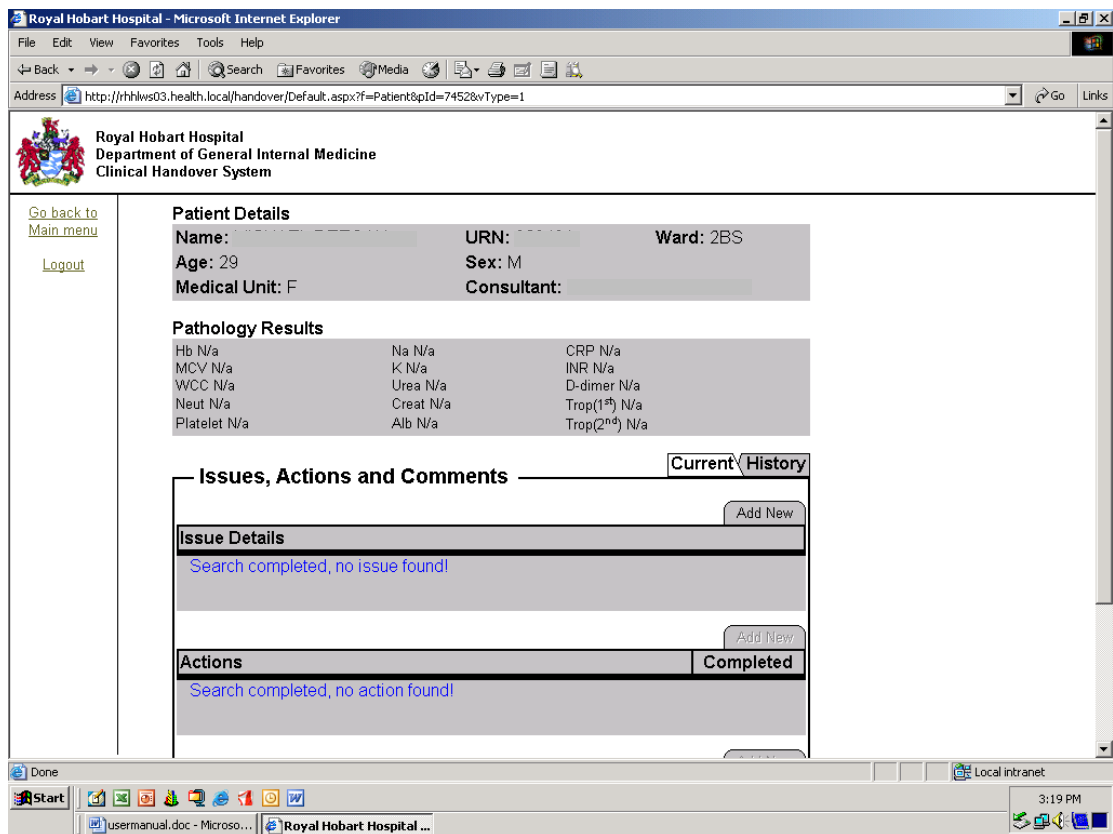 Royal Hobart Hospital - Microsoft Internet Explorer
File Edit View Favorites Tools Help
Back Search Favorites Media
Address http://rhhlws03.health.local/handover/Default.aspx?f=Patient&pId=7452&vType=1 Go Links
Royal Hobart Hospital
Department of General Internal Medicine
Clinical Handover System
Go back to
Main menu
Logout
Patient Details
Name: URN: Ward: 2BS
Age: 29 Sex: M
Medical Unit: F Consultant:
Pathology Results
Hb N/a Na N/a CRP N/a
MCV N/a K N/a INR N/a
WCC N/a Urea N/a D-dimer N/a
Neut N/a Creat N/a Trop(1st) N/a
Platelet N/a Alb N/a Trop(2nd) N/a
Current History
Issues, Actions and Comments
Add New
Issue Details
Search completed, no issue found!
Add New
Actions Completed
Search completed, no action found!
Done Local intranet
Start 3:19 PM
usermanual.doc - Microso... Royal Hobart Hospital ...